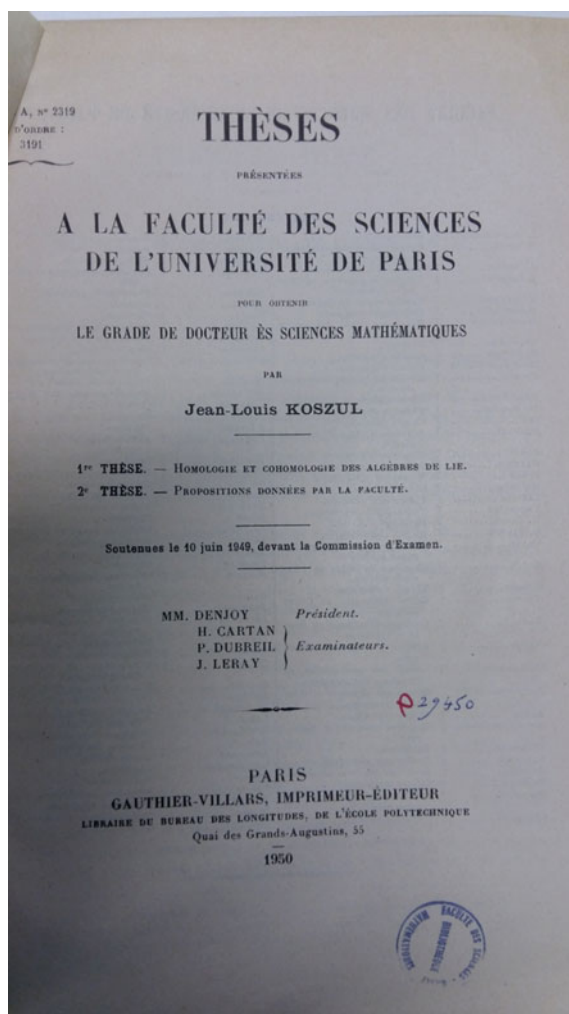 A, Nº 2319
D'ORDRE :
3191
THÈSES
PRÉSENTÉES
A LA FACULTÉ DES SCIENCES
DE L'UNIVERSITÉ DE PARIS
POUR OBTENIR
LE GRADE DE DOCTEUR ÈS SCIENCES MATHÉMATIQUES
PAR
Jean-Louis KOSZUL
1re THÈSE. — HOMOLOGIE ET COHOMOLOGIE DES ALGÈBRES DE LIE.
2e THÈSE. — PROPOSITIONS DONNÉES PAR LA FACULTÉ.
Soutenues le 10 juin 1949, devant la Commission d'Examen.
MM. DENJOY Président.
H. CARTAN
P. DUBREIL Examinateurs.
J. LERAY
P 29450
PARIS
GAUTHIER-VILLARS, IMPRIMEUR-ÉDITEUR
LIBRAIRE DU BUREAU DES LONGITUDES, DE L'ÉCOLE POLYTECHNIQUE
Quai des Grands-Augustins, 55
1950
FACULTÉ DES SCIENCES